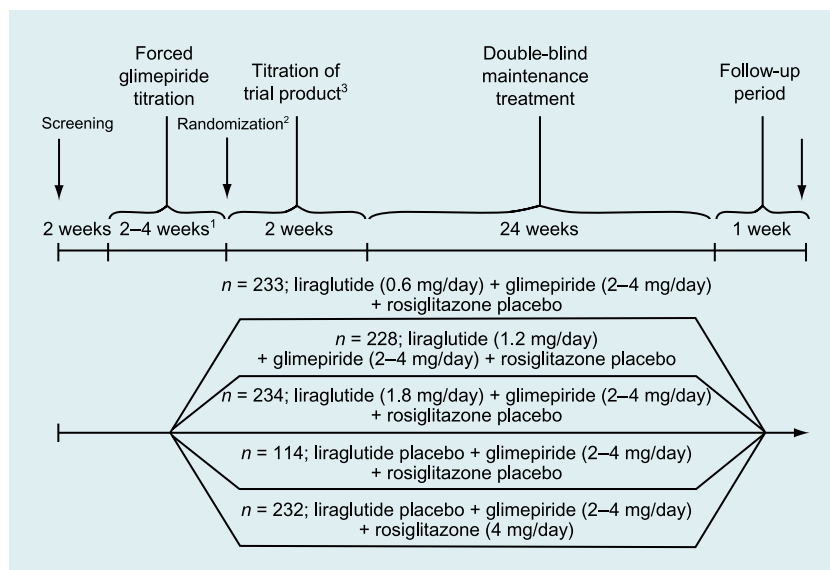 Forced
glimepiride
titration
Titration of
trial product³
Double-blind
maintenance
treatment
Follow-up
period
Screening
Randomization²
2 weeks
2–4 weeks¹
2 weeks
24 weeks
1 week
n = 233; liraglutide (0.6 mg/day) + glimepiride (2–4 mg/day)
+ rosiglitazone placebo
n = 228; liraglutide (1.2 mg/day)
+ glimepiride (2–4 mg/day) + rosiglitazone placebo
n = 234; liraglutide (1.8 mg/day) + glimepiride (2–4 mg/day)
+ rosiglitazone placebo
n = 114; liraglutide placebo + glimepiride (2–4 mg/day)
+ rosiglitazone placebo
n = 232; liraglutide placebo + glimepiride (2–4 mg/day)
+ rosiglitazone (4 mg/day)